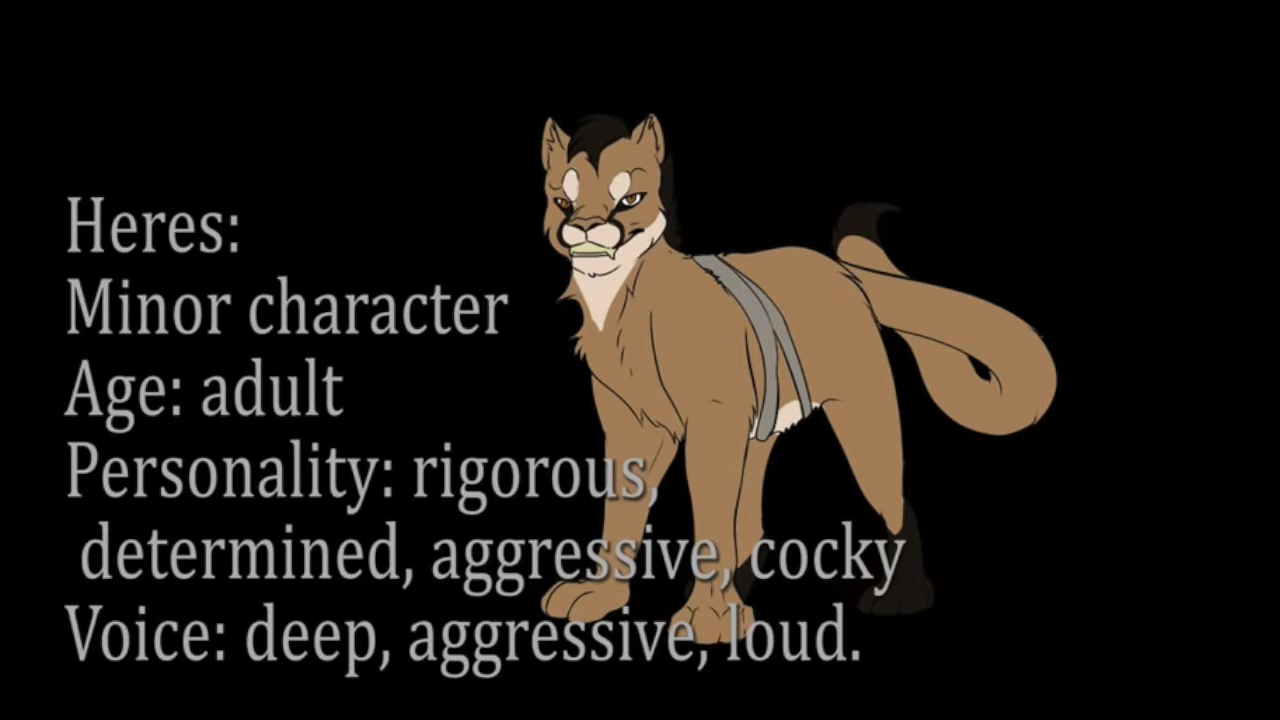 Heres:
Minor character
Age: adult
Personality: rigorous,
determined, aggressive, cocky
Voice: deep, aggressive, loud.